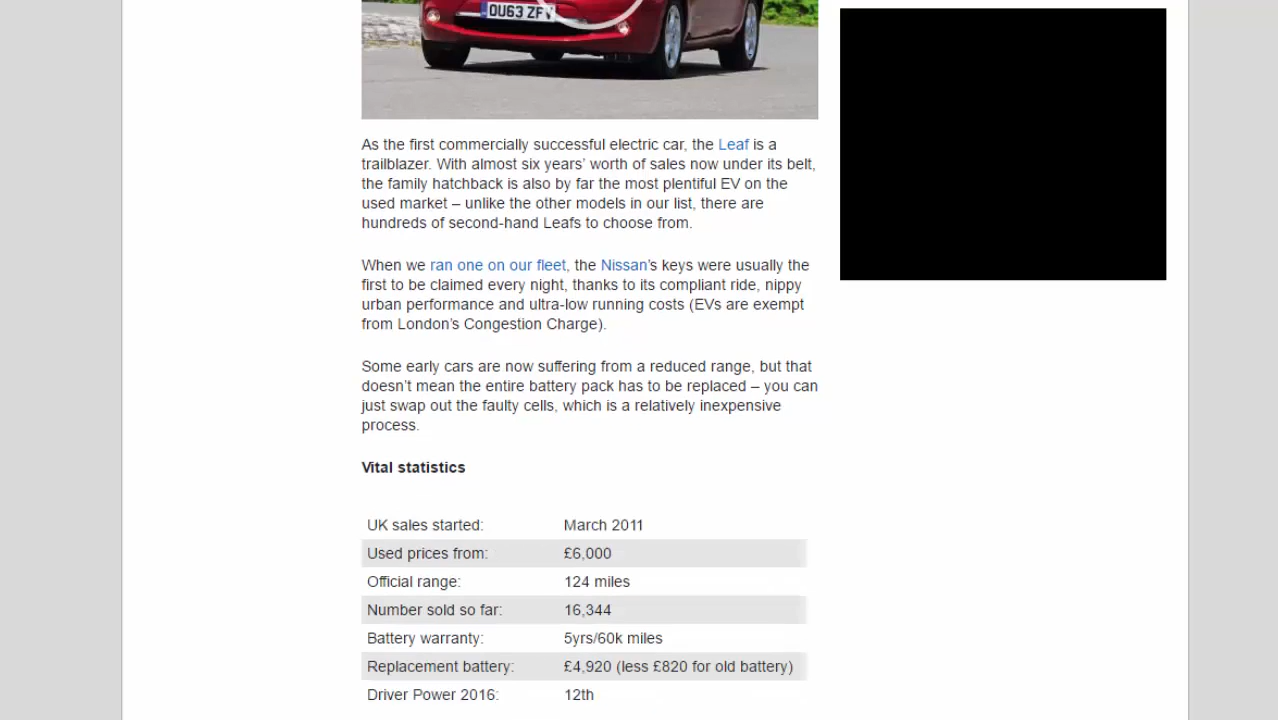 OU63 ZF
As the first commercially successful electric car, the Leaf is a
trailblazer. With almost six years’ worth of sales now under its belt,
the family hatchback is also by far the most plentiful EV on the
used market – unlike the other models in our list, there are
hundreds of second-hand Leafs to choose from.
When we ran one on our fleet, the Nissan’s keys were usually the
first to be claimed every night, thanks to its compliant ride, nippy
urban performance and ultra-low running costs (EVs are exempt
from London’s Congestion Charge).
Some early cars are now suffering from a reduced range, but that
doesn’t mean the entire battery pack has to be replaced – you can
just swap out the faulty cells, which is a relatively inexpensive
process.
Vital statistics
UK sales started: March 2011
Used prices from: £6,000
Official range: 124 miles
Number sold so far: 16,344
Battery warranty: 5yrs/60k miles
Replacement battery: £4,920 (less £820 for old battery)
Driver Power 2016: 12th